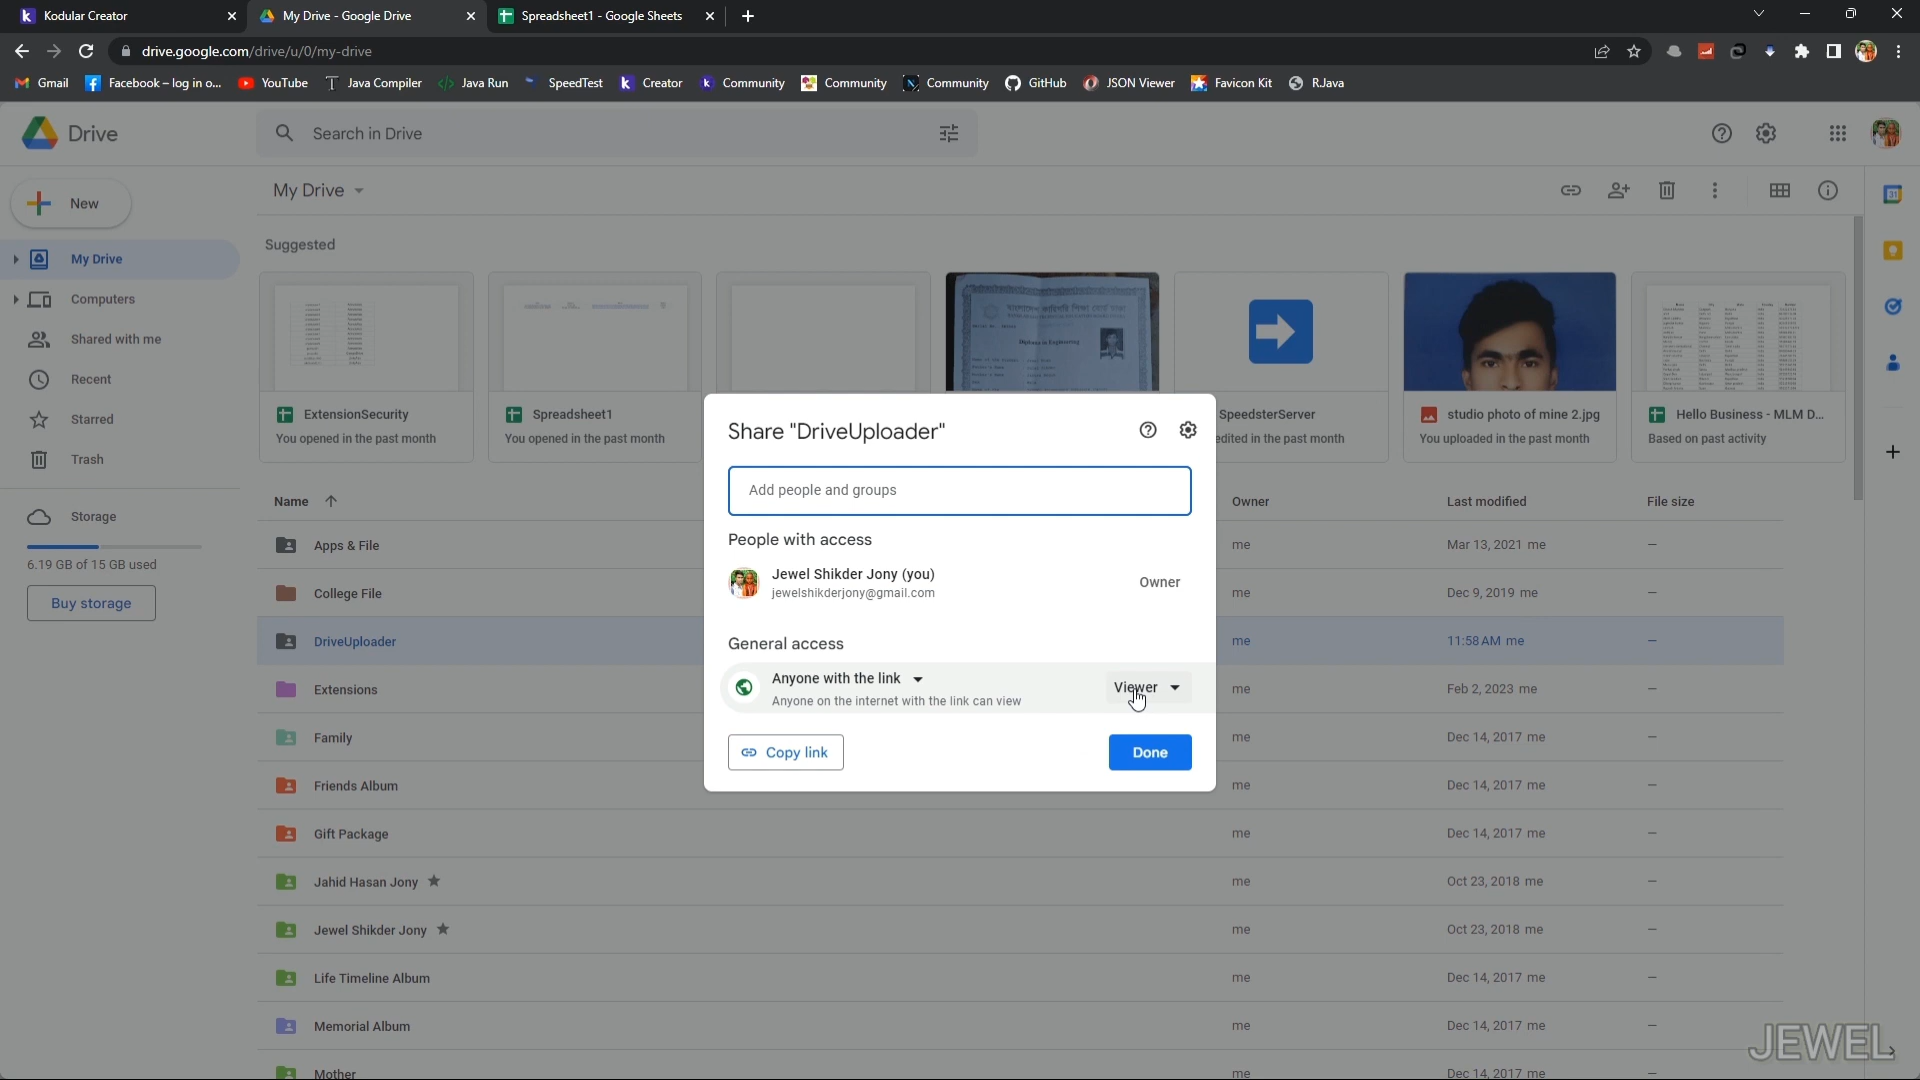 Kodular Creator
My Drive - Google Drive
Spreadsheet1 - Google Sheets
drive.google.com/drive/u/0/my-drive
Gmail
Facebook – log in o...
YouTube
Java Compiler
Java Run
SpeedTest
Creator
Community
Community
Community
GitHub
JSON Viewer
Favicon Kit
R.Java
Drive
Search in Drive
New
My Drive
My Drive
Computers
Shared with me
Recent
Starred
Trash
Storage
6.19 GB of 15 GB used
Buy storage
Suggested
Diploma in Engineering
ExtensionSecurity
You opened in the past month
Spreadsheet1
You opened in the past month
SpeedsterServer
edited in the past month
studio photo of mine 2.jpg
You uploaded in the past month
Hello Business - MLM D...
Based on past activity
Share "DriveUploader"
Add people and groups
People with access
Jewel Shikder Jony (you)
jewelshikderjony@gmail.com
Owner
General access
Anyone with the link
Anyone on the internet with the link can view
Viewer
Copy link
Done
Name
Owner
Last modified
File size
Apps & File
me
Mar 13, 2021 me
–
College File
me
Dec 9, 2019 me
–
DriveUploader
me
11:58 AM me
–
Extensions
me
Feb 2, 2023 me
–
Family
me
Dec 14, 2017 me
–
Friends Album
me
Dec 14, 2017 me
–
Gift Package
me
Dec 14, 2017 me
–
Jahid Hasan Jony
me
Oct 23, 2018 me
–
Jewel Shikder Jony
me
Oct 23, 2018 me
–
Life Timeline Album
me
Dec 14, 2017 me
–
Memorial Album
me
Dec 14, 2017 me
–
Mother
me
Dec 14, 2017 me
–
JEWEL